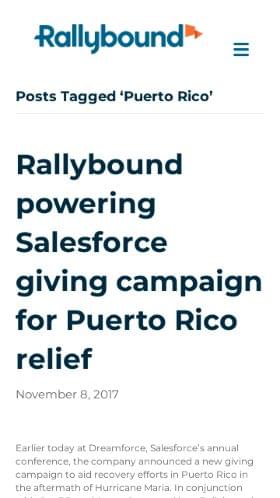 Rallybound
Posts Tagged ‘Puerto Rico’
Rallybound
powering
Salesforce
giving campaign
for Puerto Rico
relief
November 8, 2017
Earlier today at Dreamforce, Salesforce’s annual
conference, the company announced a new giving
campaign to aid recovery efforts in Puerto Rico in
the aftermath of Hurricane Maria. In conjunction